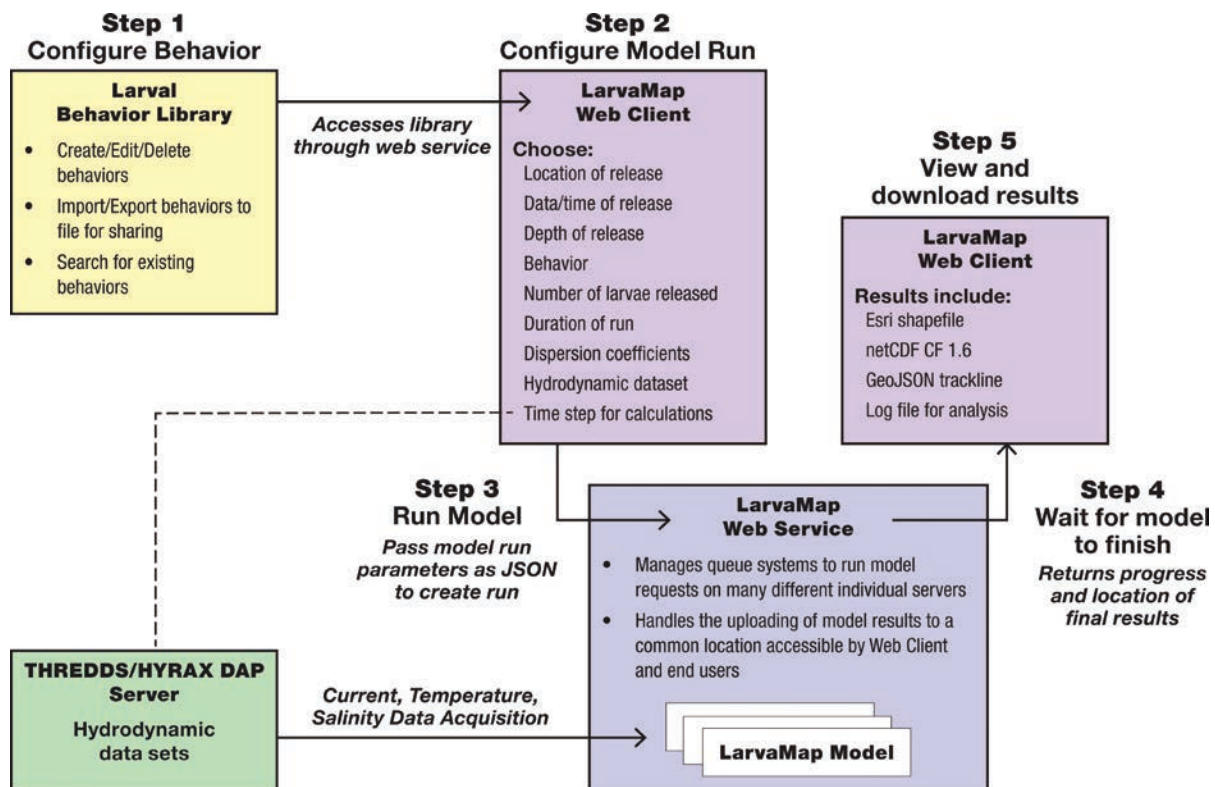 Step 1
Configure Behavior
Larval
Behavior Library
• Create/Edit/Delete
behaviors
• Import/Export behaviors to
file for sharing
• Search for existing
behaviors
Accesses library
through web service
Step 2
Configure Model Run
LarvaMap
Web Client
Choose:
Location of release
Data/time of release
Depth of release
Behavior
Number of larvae released
Duration of run
Dispersion coefficients
Hydrodynamic dataset
Time step for calculations
Step 5
View and
download results
LarvaMap
Web Client
Results include:
Esri shapefile
netCDF CF 1.6
GeoJSON trackline
Log file for analysis
Step 3
Run Model
Pass model run
parameters as JSON
to create run
LarvaMap
Web Service
• Manages queue systems to run model
requests on many different individual servers
• Handles the uploading of model results to a
common location accessible by Web Client
and end users
LarvaMap Model
Step 4
Wait for model
to finish
Returns progress
and location of
final results
THREDDS/HYRAX DAP
Server
Hydrodynamic
data sets
Current, Temperature,
Salinity Data Acquisition